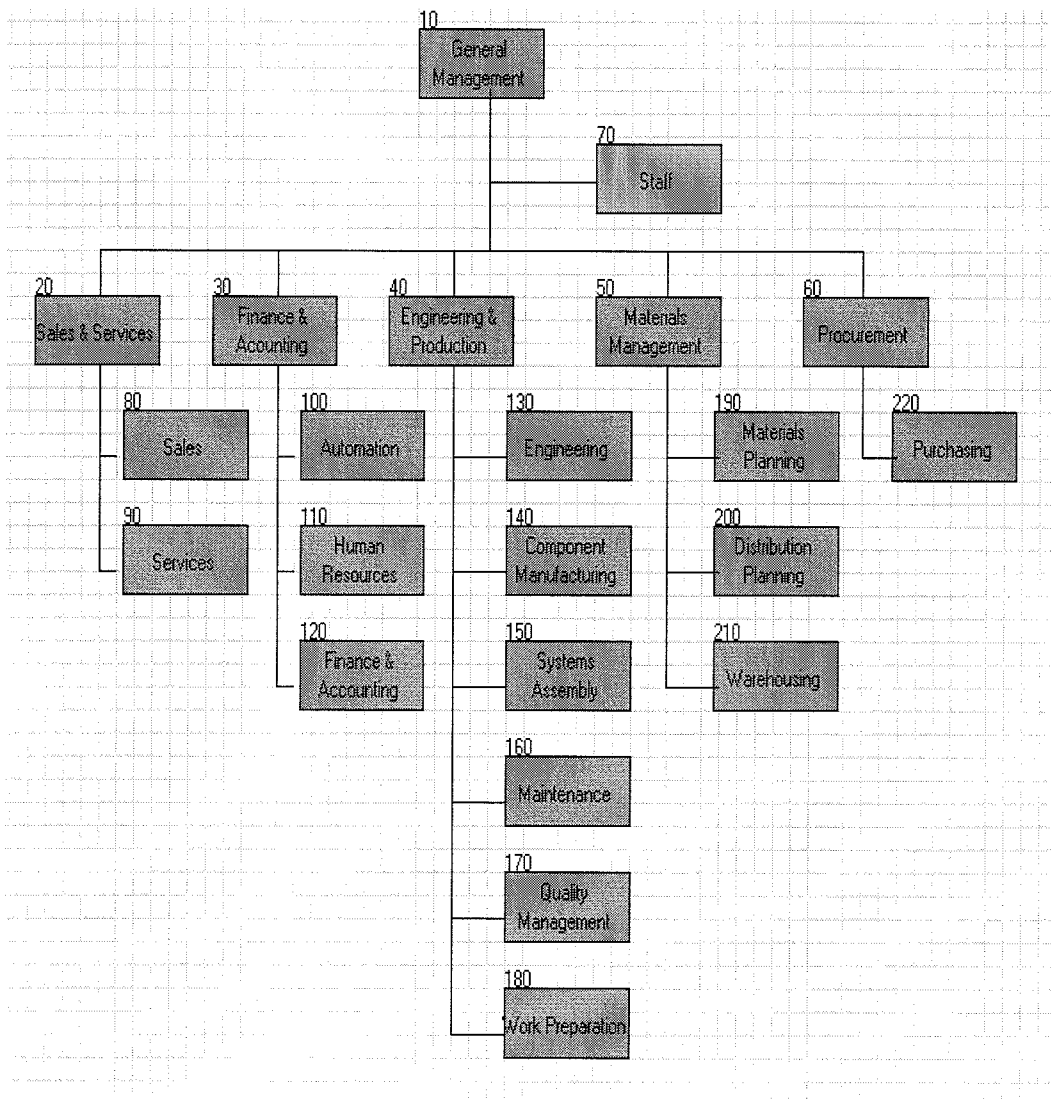 10
General
Management
70
Staff
20
Sales & Services
30
Finance &
Acounting
40
Engineering &
Production
50
Materials
Management
60
Procurement
80
Sales
90
Services
100
Automation
110
Human
Resources
120
Finance &
Accounting
130
Engineering
140
Component
Manufacturing
150
Systems
Assembly
160
Maintenance
170
Quality
Management
180
Work Preparation
190
Materials
Planning
200
Distribution
Planning
210
Warehousing
220
Purchasing